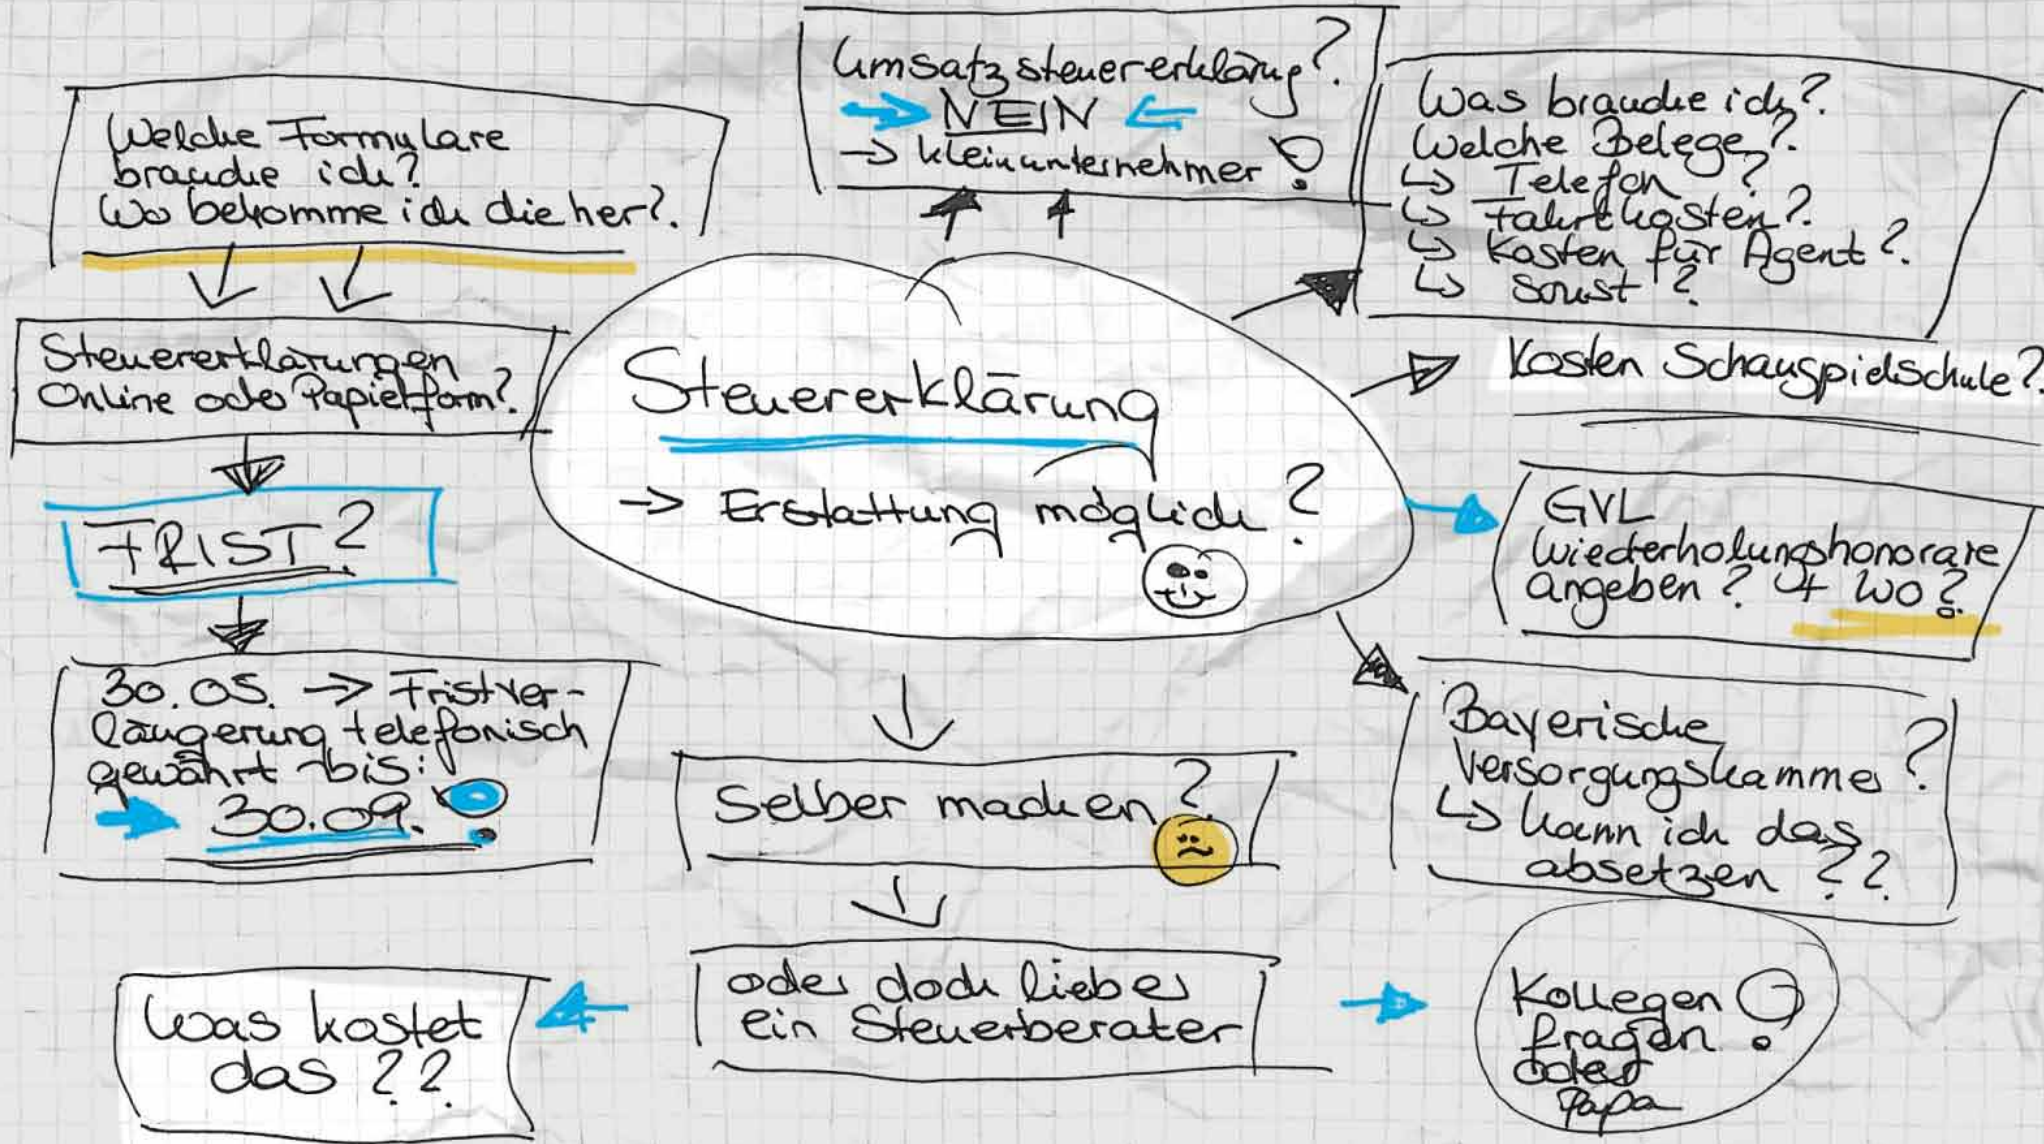 Umsatzsteuererklärung?
NEIN
→ Kleinunternehmer!
Welche Formulare
brauche ich?
Wo bekomme ich die her?
Was brauche ich?
Welche Belege?
↳ Telefon?
↳ Fahrtkosten?
↳ Kosten für Agent?
↳ Sonst?
Steuererklärungen
Online oder Papierform?
Steuererklärung
→ Erstattung möglich?
Kosten Schauspielschule?
FRIST?
GVL
Wiederholungshonorare
angeben? + WO?
30.05. → Fristver-
längerung telefonisch
gewährt bis:
30.09.!
Selber machen?
Bayerische
Versorgungskammer?
↳ kann ich das
absetzen??
oder doch lieber
ein Steuerberater
Was kostet
das??
Kollegen!
fragen
oder
Papa